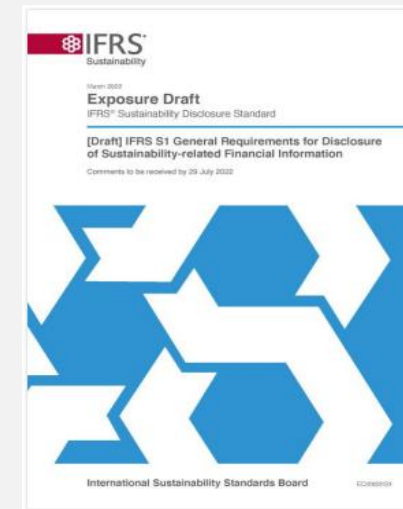 IFRS
Sustainability
March 2022
Exposure Draft
IFRS® Sustainability Disclosure Standard
[Draft] IFRS S1 General Requirements for Disclosure
of Sustainability-related Financial Information
Comments to be received by 29 July 2022
International Sustainability Standards Board